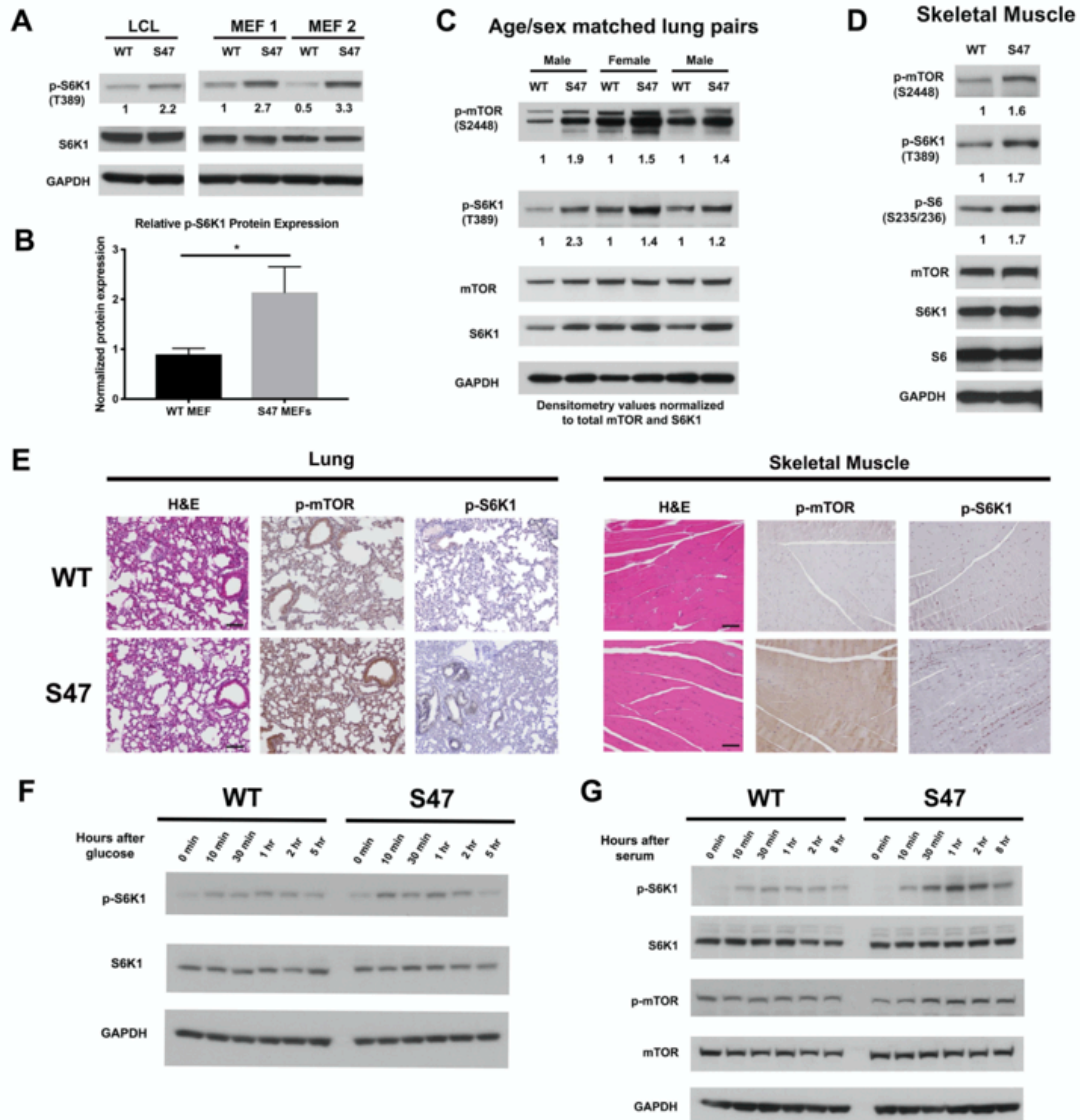 A
LCL MEF 1 MEF 2
WT S47 WT S47 WT S47
p-S6K1
(T389)
1 2.2 1 2.7 0.5 3.3
S6K1
GAPDH
B
Relative p-S6K1 Protein Expression
Normalized protein expression
3
*
2
1
0
WT MEF S47 MEFs
C
Age/sex matched lung pairs
Male Female Male
WT S47 WT S47 WT S47
p-mTOR
(S2448)
1 1.9 1 1.5 1 1.4
p-S6K1
(T389)
1 2.3 1 1.4 1 1.2
mTOR
S6K1
GAPDH
Densitometry values normalized
to total mTOR and S6K1
D
Skeletal Muscle
WT S47
p-mTOR
(S2448)
1 1.6
p-S6K1
(T389)
1 1.7
p-S6
(S235/236)
1 1.7
mTOR
S6K1
S6
GAPDH
E
Lung Skeletal Muscle
H&E p-mTOR p-S6K1 H&E p-mTOR p-S6K1
WT
S47
F
WT S47
Hours after
glucose
0 min 10 min 30 min 1 hr 2 hr 5 hr 0 min 10 min 30 min 1 hr 2 hr 5 hr
p-S6K1
S6K1
GAPDH
G
WT S47
Hours after
serum
0 min 10 min 30 min 1 hr 2 hr 8 hr 0 min 10 min 30 min 1 hr 2 hr 8 hr
p-S6K1
S6K1
p-mTOR
mTOR
GAPDH